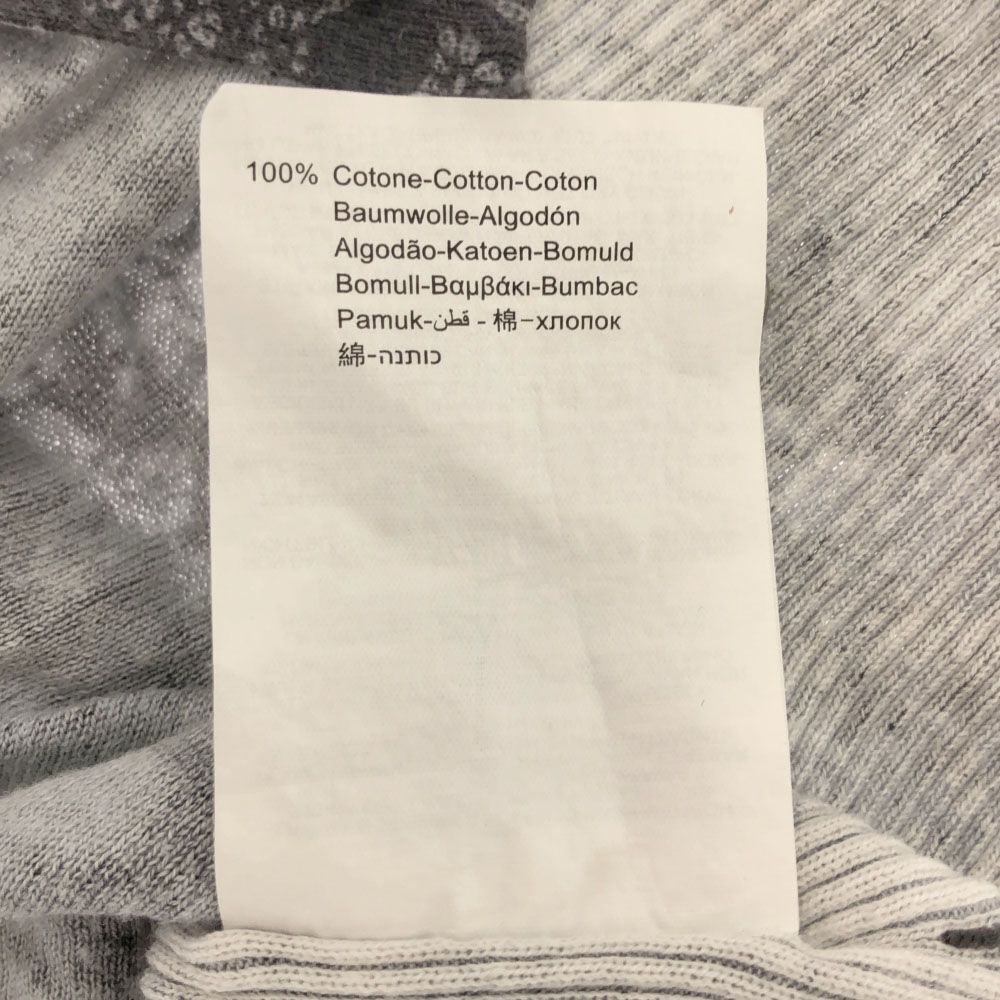 100% Cotone-Cotton-Coton
Baumwolle-Algodón
Algodão-Katoen-Bomuld
Bomull-Βαμβάκι-Bumbac
Pamuk-قطن - 棉-хлопок
綿-כותנה